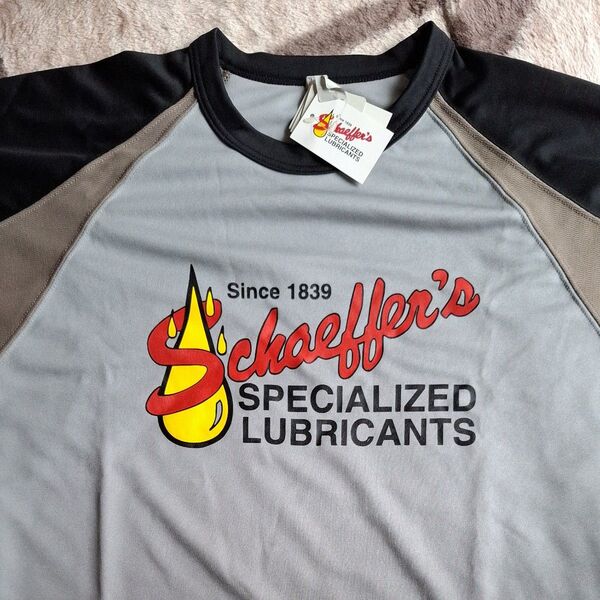 Schaeffer's
SPECIALIZED
LUBRICANTS
Since 1839
Schaeffer's
SPECIALIZED
LUBRICANTS